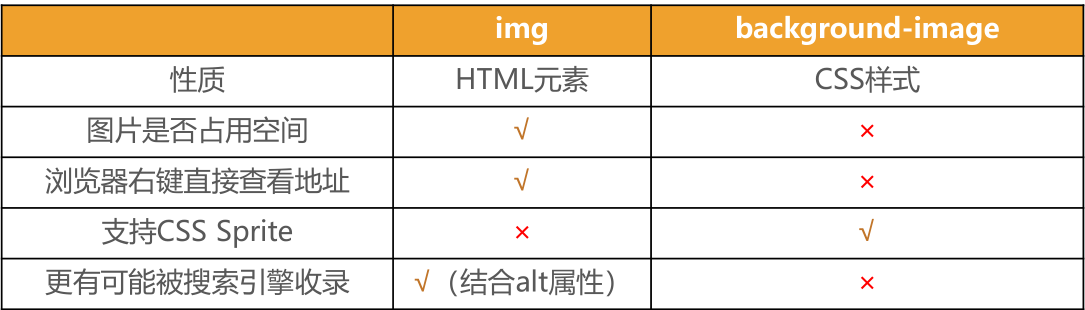 img background-image
性质 HTML元素 CSS样式
图片是否占用空间 √ ×
浏览器右键直接查看地址 √ ×
支持CSS Sprite × √
更有可能被搜索引擎收录 √（结合alt属性） ×